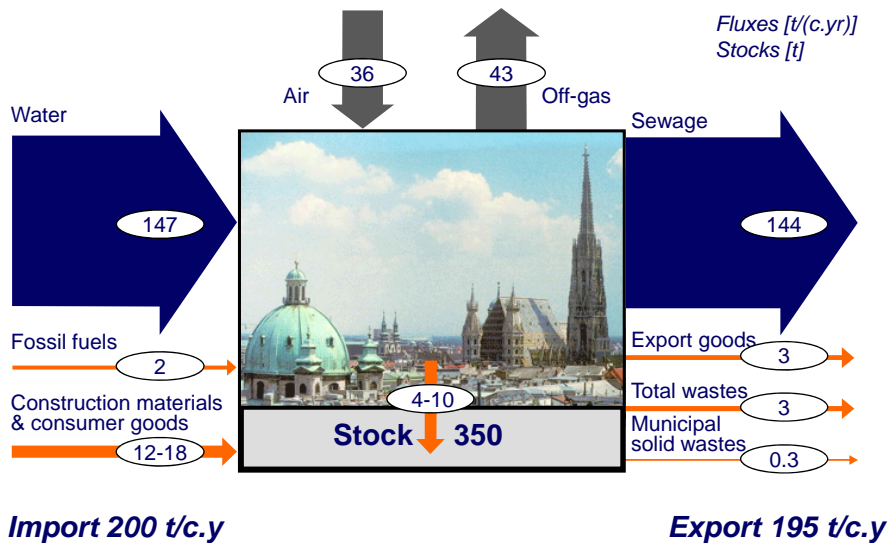 Fluxes [t/(c.yr)]
Stocks [t]
36
43
Air
Off-gas
Water
Sewage
147
144
Fossil fuels
2
Export goods
3
Construction materials
& consumer goods
12-18
4-10
Total wastes
3
Stock 350
Municipal
solid wastes
0.3
Import 200 t/c.y
Export 195 t/c.y